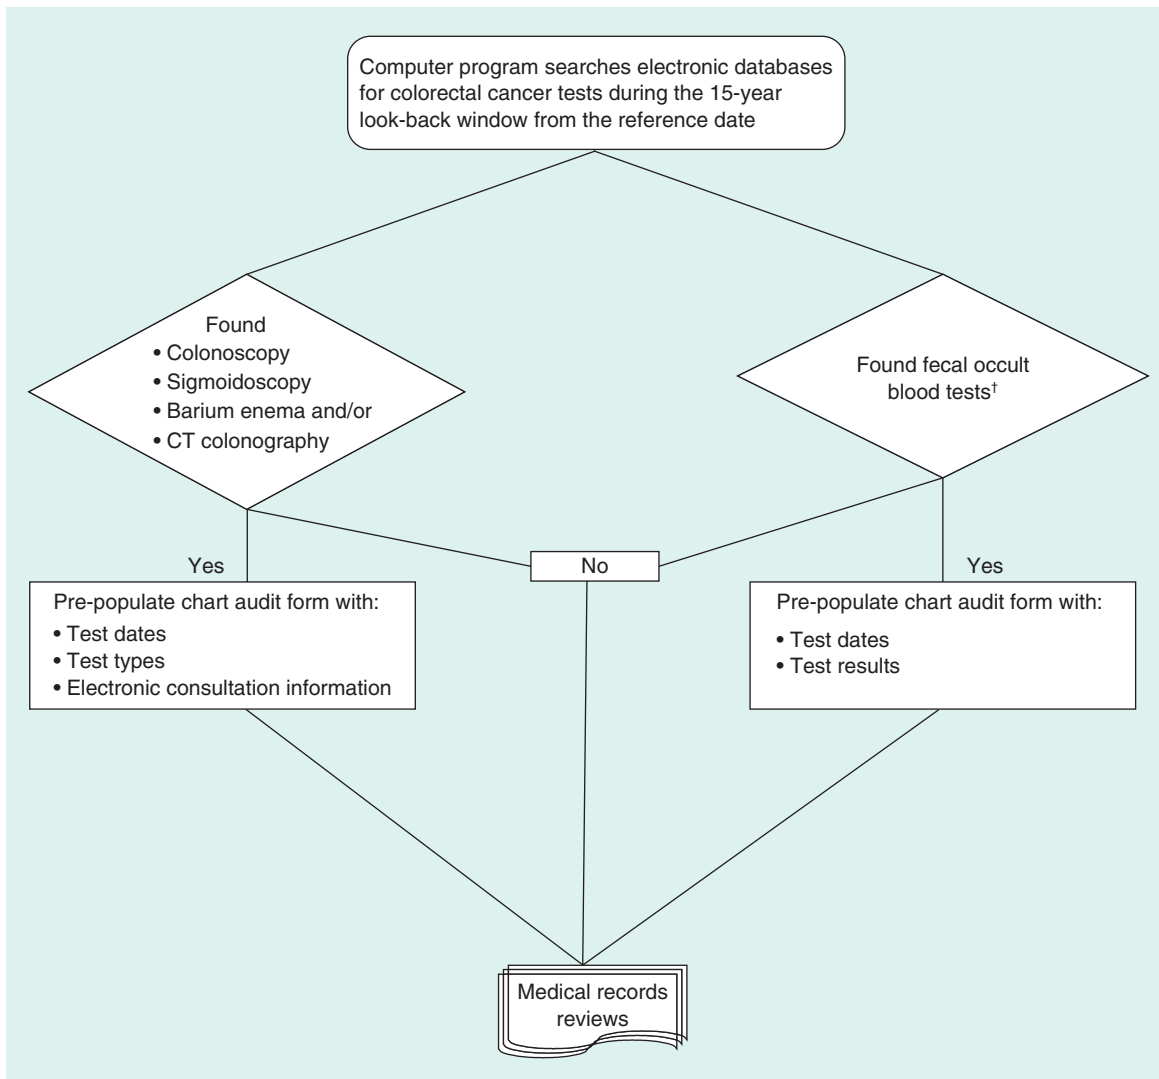 Computer program searches electronic databases
for colorectal cancer tests during the 15-year
look-back window from the reference date
Found
• Colonoscopy
• Sigmoidoscopy
• Barium enema and/or
• CT colonography
Found fecal occult
blood tests†
Yes
No
Yes
Pre-populate chart audit form with:
• Test dates
• Test types
• Electronic consultation information
Pre-populate chart audit form with:
• Test dates
• Test results
Medical records
reviews